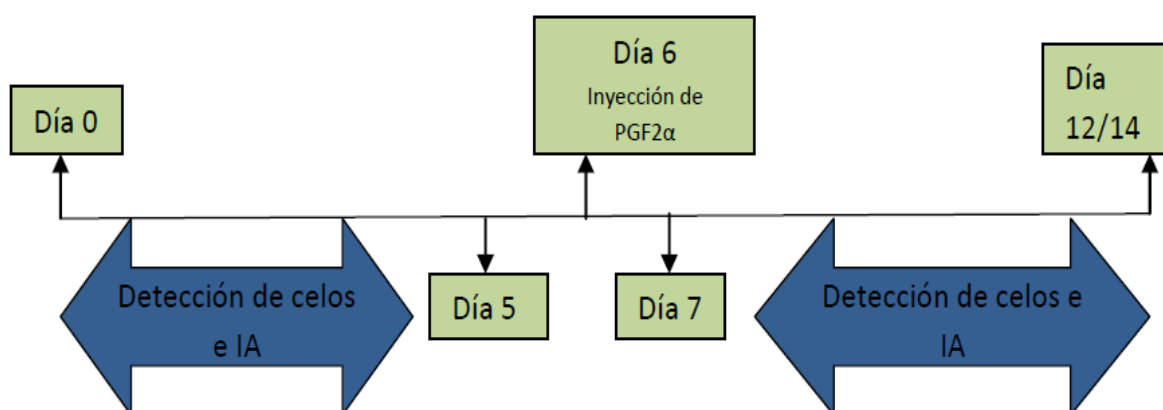 Día 0
Día 6
Inyección de
PGF2α
Día
12/14
Detección de celos
e IA
Día 5
Día 7
Detección de celos e
IA